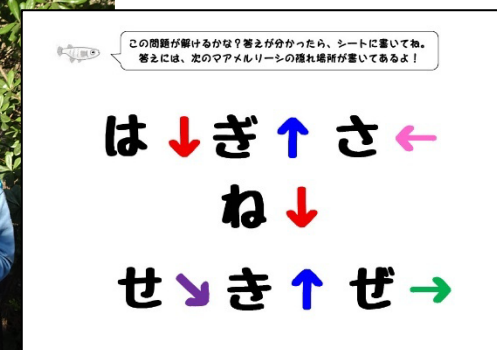 この問題が解けるかな？答えが分かったら、シートに書いてね。
答えには、次のマアメルリーシの隠れ場所が書いてあるよ！
は↓ぎ↑さ←
ね↓
せ↘き↑ぜ→